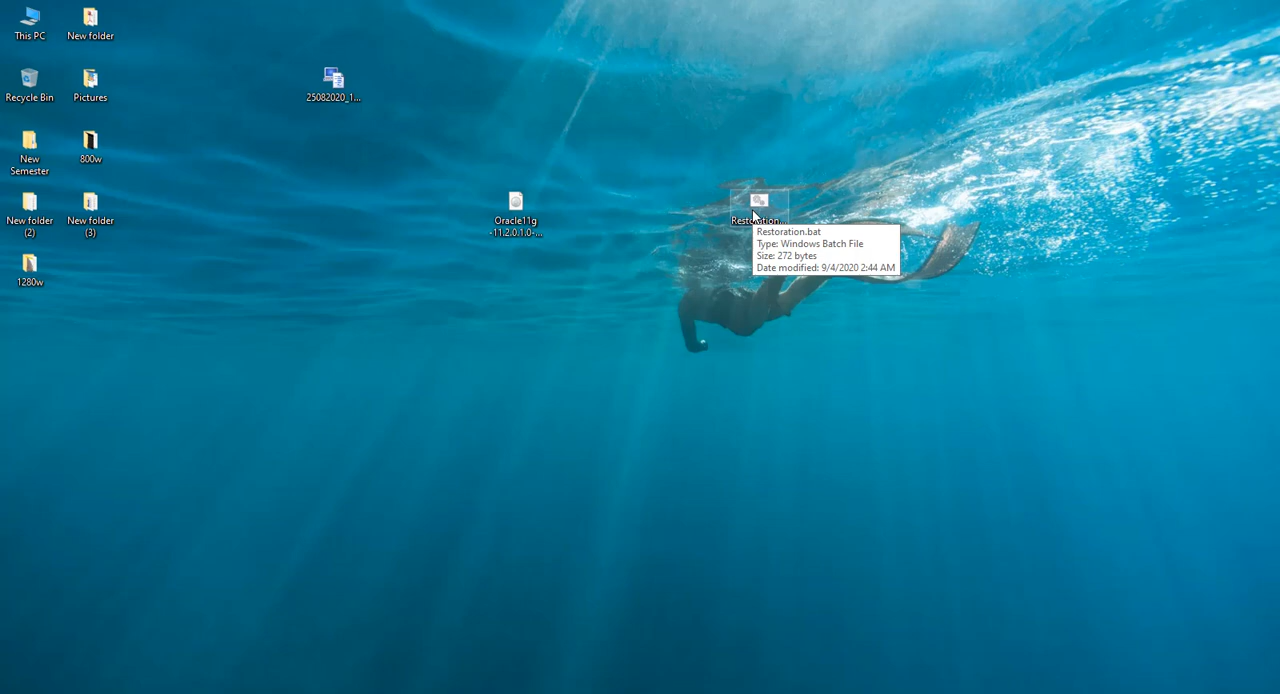 This PC
New folder
Recycle Bin
Pictures
25082020_1...
New
Semester
800w
New folder
(2)
New folder
(3)
Oracle11g
-11.2.0.1.0-...
Restoration...
Restoration.bat
Type: Windows Batch File
Size: 272 bytes
Date modified: 9/4/2020 2:44 AM
1280w